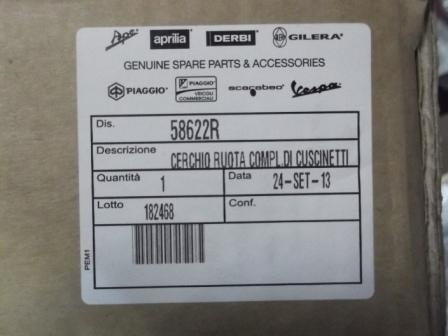 Ape aprilia DERBI GILERA
GENUINE SPARE PARTS & ACCESSORIES
PIAGGIO PIAGGIO VEICOLI COMMERCIALI scarabeo Vespa
Dis. 58622R
Descrizione CERCHIO RUOTA COMPL.DI CUSCINETTI
Quantità 1 Data 24-SET-13
Lotto 182468 Conf.
PEM1